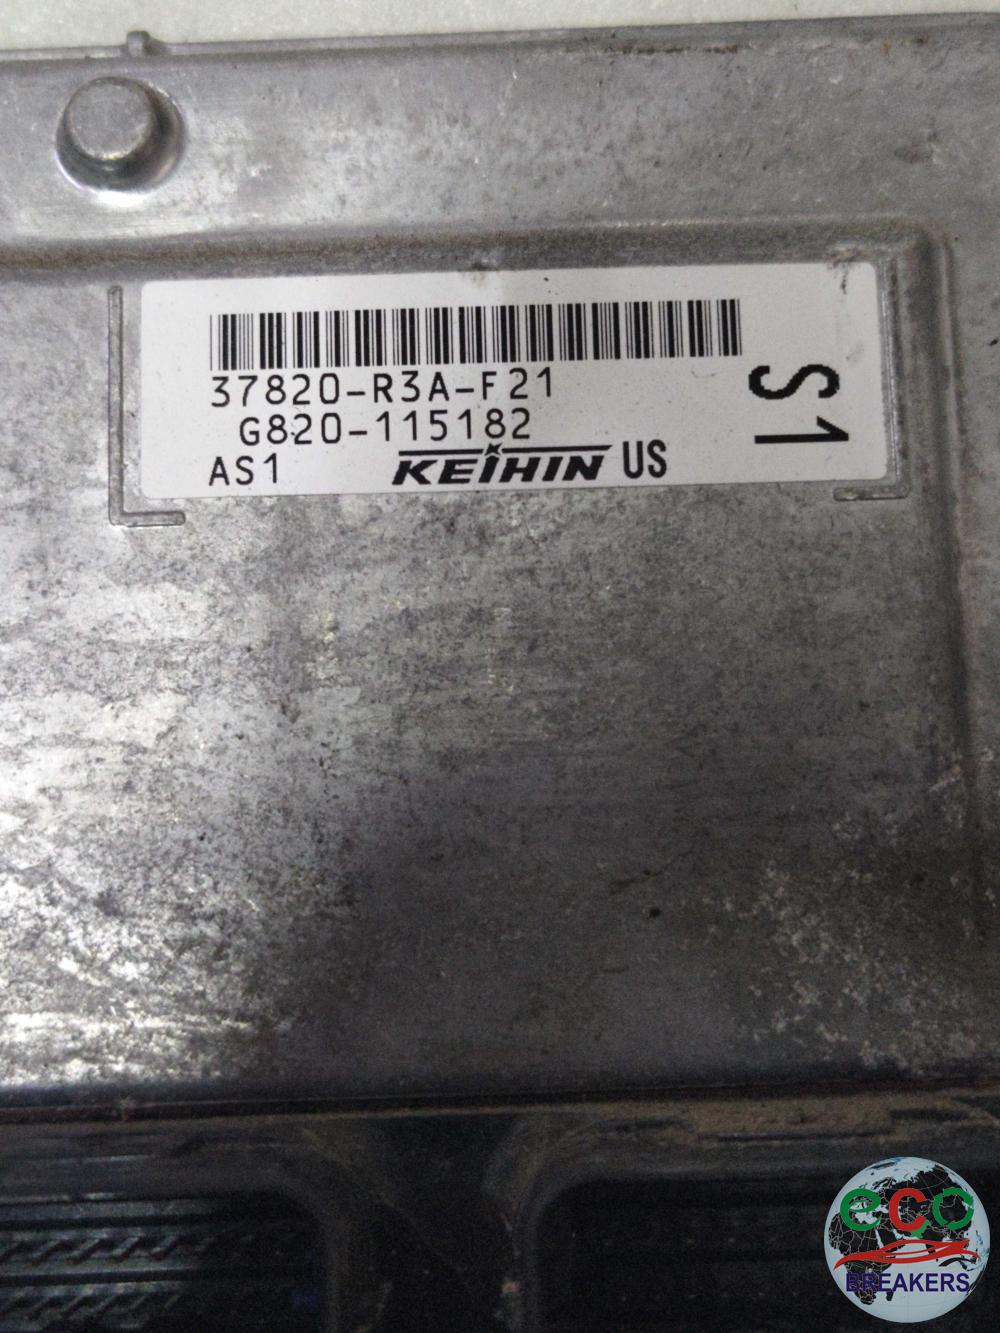 37820-R3A-F21
G820-115182
AS1 KEIHIN US
S1
eco
BREAKERS